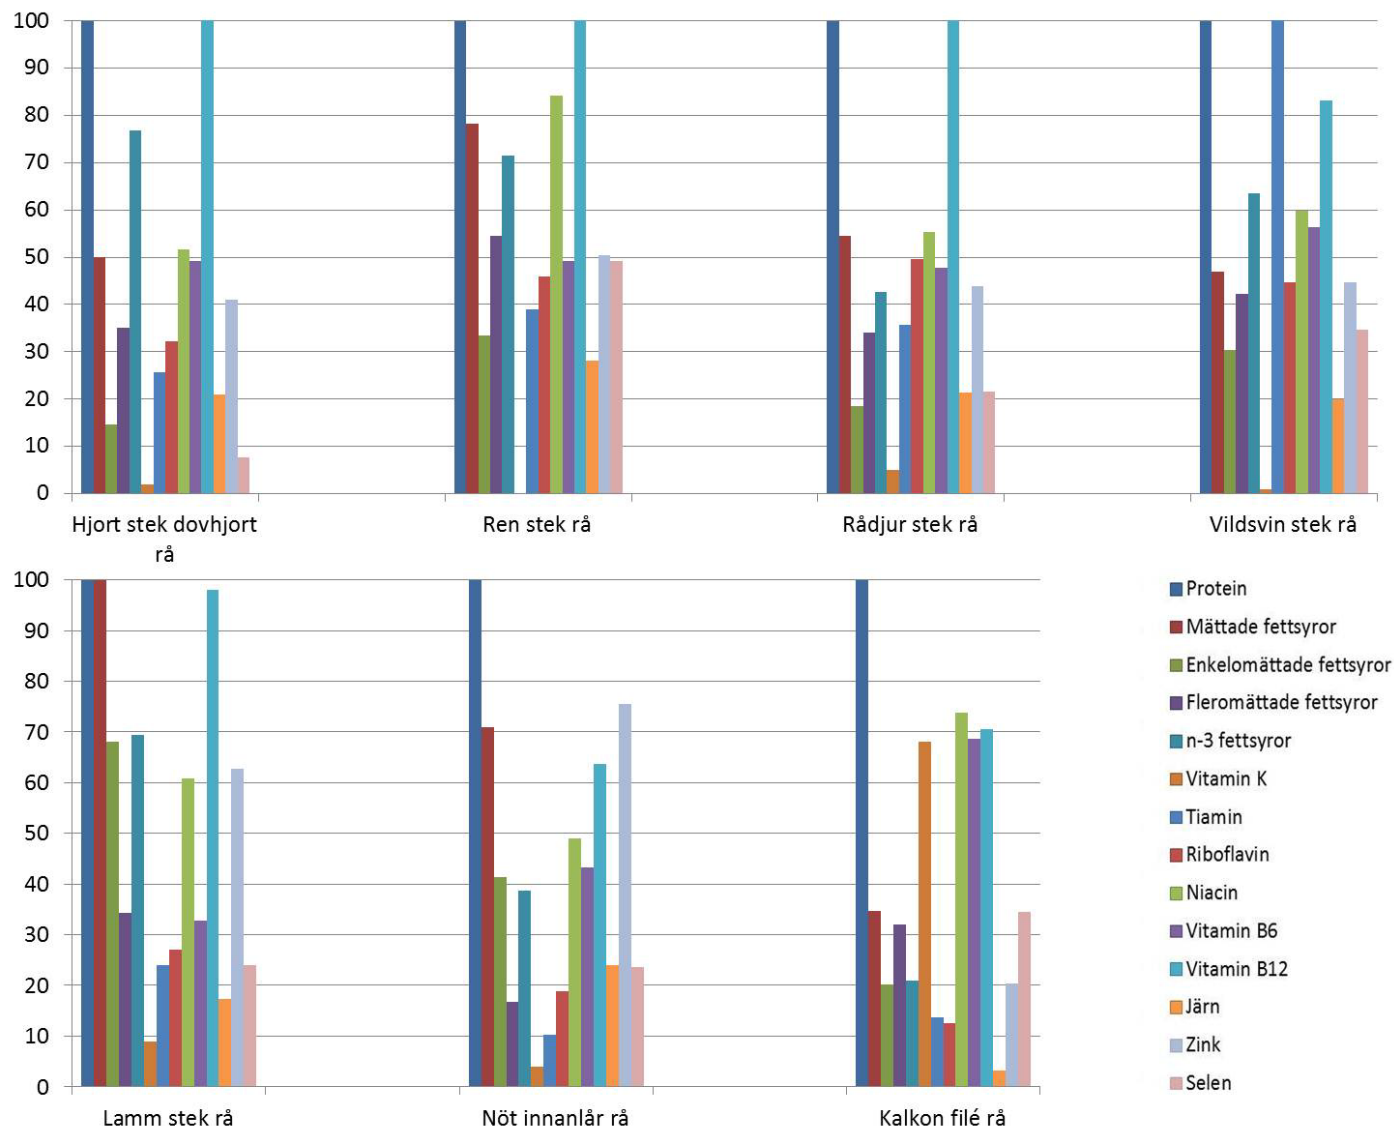 100
90
80
70
60
50
40
30
20
10
0
Hjort stek dovhjort
rå
Ren stek rå
Rådjur stek rå
Vildsvin stek rå
100
90
80
70
60
50
40
30
20
10
0
Lamm stek rå
Nöt innanlår rå
Kalkon filé rå
Protein
Mättade fettsyror
Enkelomättade fettsyror
Fleromättade fettsyror
n-3 fettsyror
Vitamin K
Tiamin
Riboflavin
Niacin
Vitamin B6
Vitamin B12
Järn
Zink
Selen